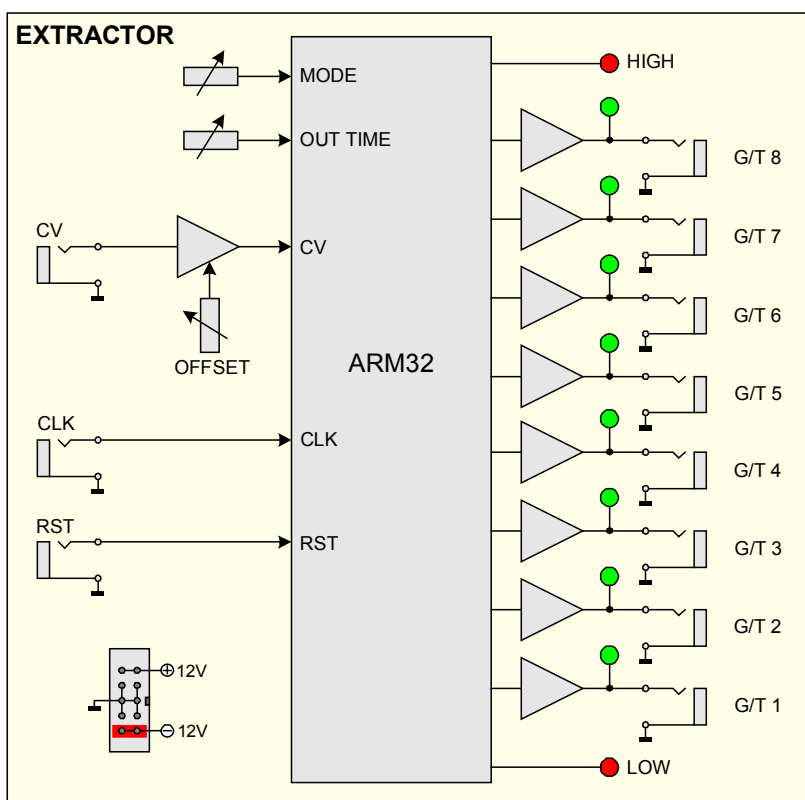 EXTRACTOR
MODE
OUT TIME
CV
CV
OFFSET
ARM32
CLK
CLK
RST
RST
12V
12V
HIGH
G/T 8
G/T 7
G/T 6
G/T 5
G/T 4
G/T 3
G/T 2
G/T 1
LOW